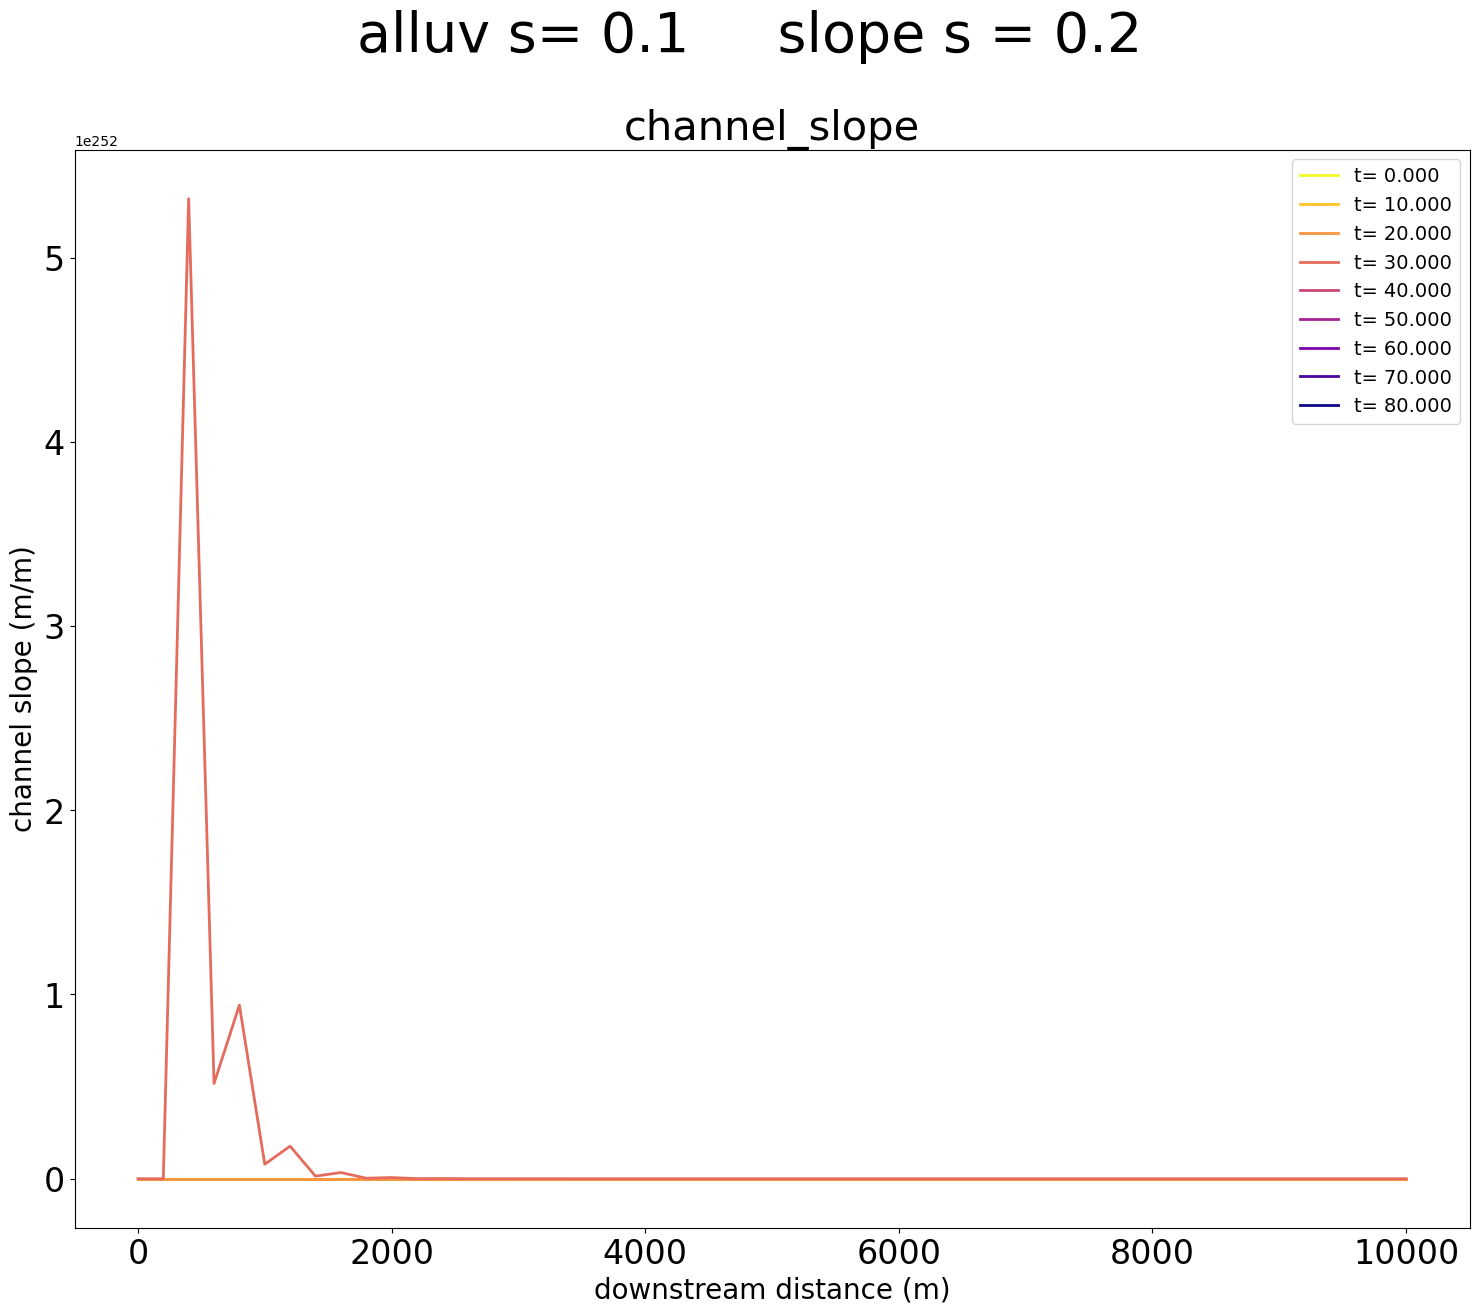 alluv s= 0.1     slope s = 0.2
channel_slope
1e252
t= 0.000
t= 10.000
t= 20.000
t= 30.000
t= 40.000
t= 50.000
t= 60.000
t= 70.000
t= 80.000
channel slope (m/m)
5
4
3
2
1
0
0 2000 4000 6000 8000 10000
downstream distance (m)